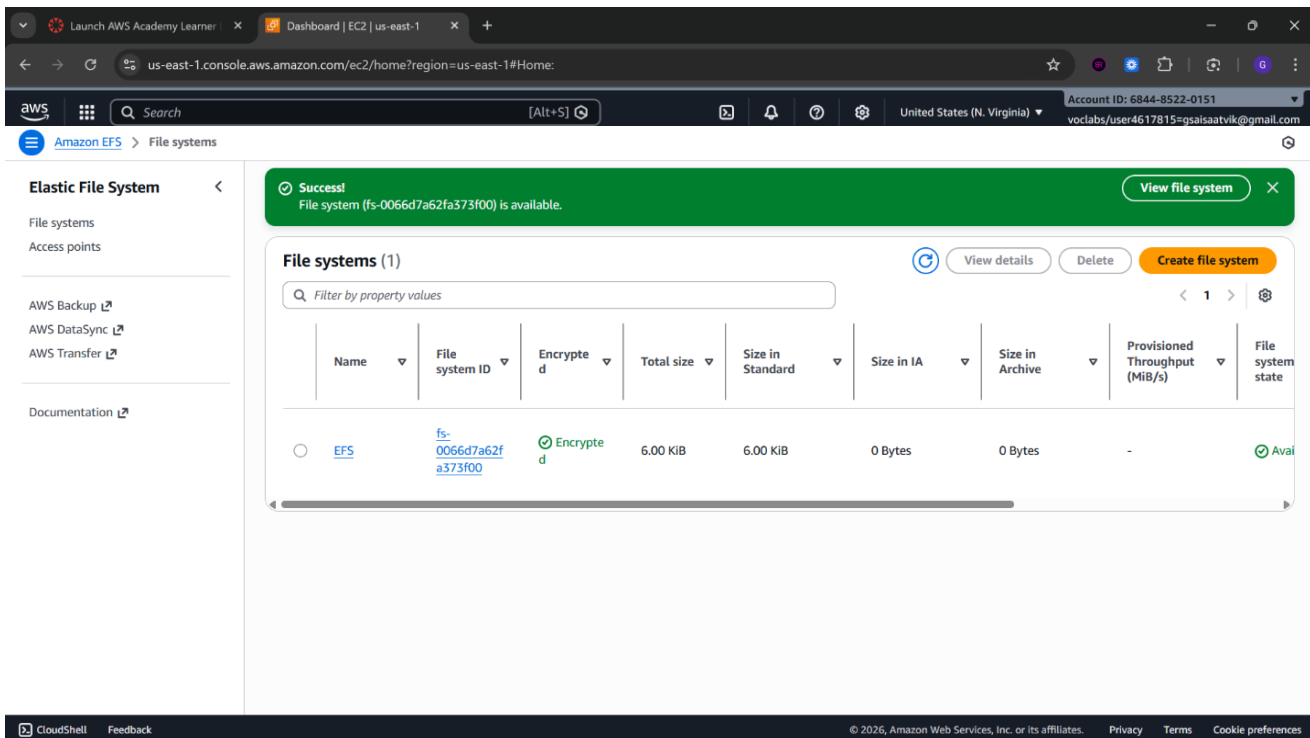 Launch AWS Academy Learner
Dashboard | EC2 | us-east-1
us-east-1.console.aws.amazon.com/ec2/home?region=us-east-1#Home:
G
aws
Search
[Alt+S]
United States (N. Virginia)
Account ID: 6844-8522-0151
voclabs/user4617815=gsaisaatvik@gmail.com
Amazon EFS > File systems
Elastic File System
File systems
Access points
AWS Backup
AWS DataSync
AWS Transfer
Documentation
Success!
File system (fs-0066d7a62fa373f00) is available.
View file system
File systems (1)
View details
Delete
Create file system
Filter by property values
1
Name
File
system ID
Encrypte
d
Total size
Size in
Standard
Size in IA
Size in
Archive
Provisioned
Throughput
(MiB/s)
File
system
state
EFS
fs-
0066d7a62f
a373f00
Encrypte
d
6.00 KiB
6.00 KiB
0 Bytes
0 Bytes
-
Avai
CloudShell
Feedback
© 2026, Amazon Web Services, Inc. or its affiliates.
Privacy
Terms
Cookie preferences